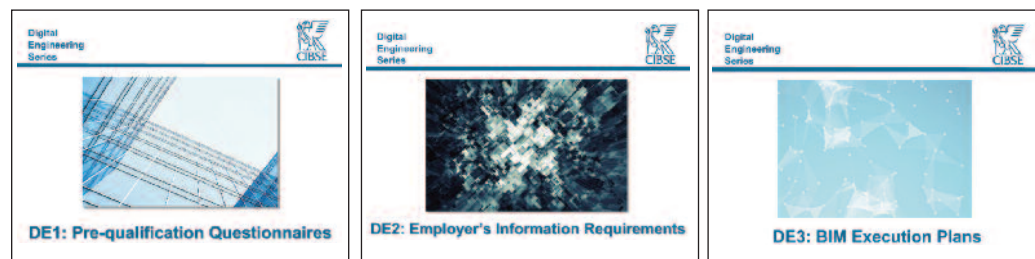 Digital
Engineering
Series
CIBSE
DE1: Pre-qualification Questionnaires
Digital
Engineering
Series
CIBSE
DE2: Employer's Information Requirements
Digital
Engineering
Series
CIBSE
DE3: BIM Execution Plans